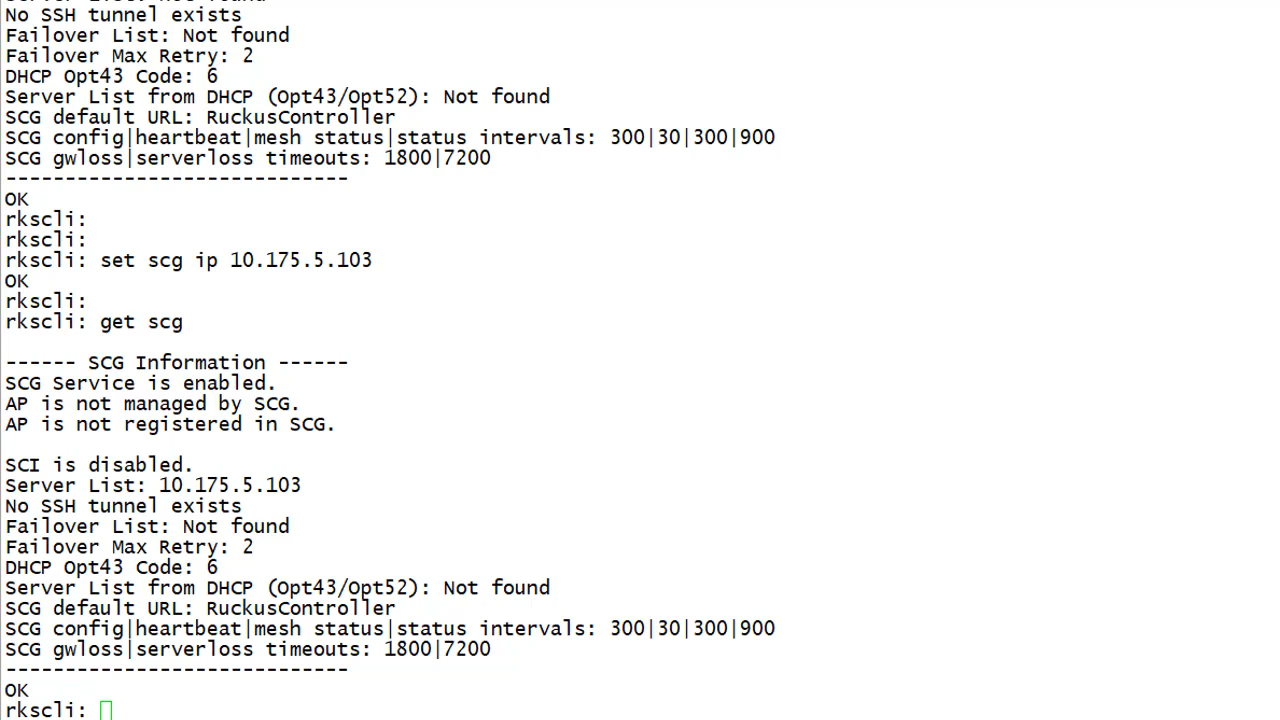 No SSH tunnel exists
Failover List: Not found
Failover Max Retry: 2
DHCP Opt43 Code: 6
Server List from DHCP (Opt43/Opt52): Not found
SCG default URL: RuckusController
SCG config|heartbeat|mesh status|status intervals: 300|30|300|900
SCG gwloss|serverloss timeouts: 1800|7200
-----------------------------
OK
rkscli:
rkscli:
rkscli: set scg ip 10.175.5.103
OK
rkscli:
rkscli: get scg
------ SCG Information ------
SCG Service is enabled.
AP is not managed by SCG.
AP is not registered in SCG.
SCI is disabled.
Server List: 10.175.5.103
No SSH tunnel exists
Failover List: Not found
Failover Max Retry: 2
DHCP Opt43 Code: 6
Server List from DHCP (Opt43/Opt52): Not found
SCG default URL: RuckusController
SCG config|heartbeat|mesh status|status intervals: 300|30|300|900
SCG gwloss|serverloss timeouts: 1800|7200
-----------------------------
OK
rkscli: